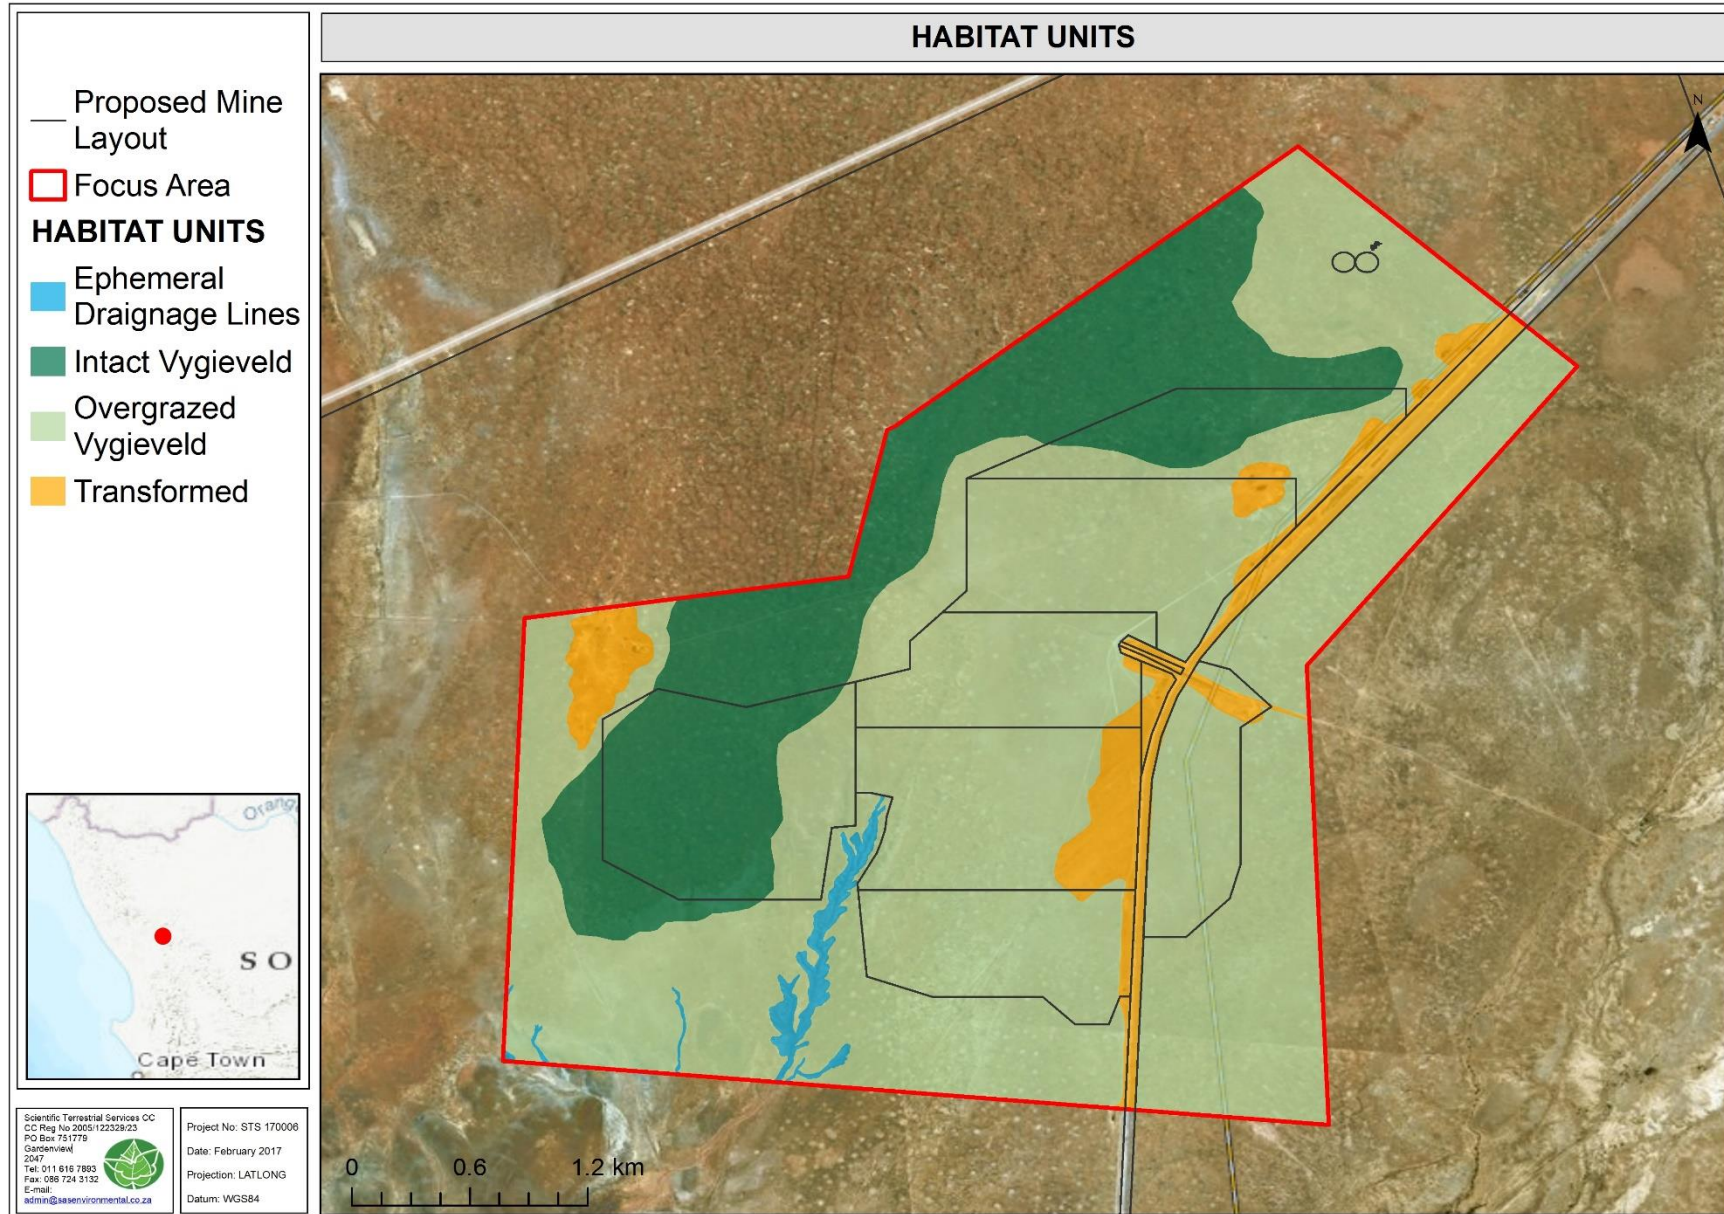 HABITAT UNITS
Proposed Mine
Layout
Focus Area
HABITAT UNITS
Ephemeral
Draignage Lines
Intact Vygieveld
Overgrazed
Vygieveld
Transformed
N
Orang
S O
Cape Town
Scientific Terrestrial Services CC
CC Reg No 2005/122329/23
PO Box 751779
Gardenview
2047
Tel: 011 616 7893
Fax: 086 724 3132
E-mail:
admin@sasenvironmental.co.za
Project No: STS 170006
Date: February 2017
Projection: LATLONG
Datum: WGS84
0 0.6 1.2 km